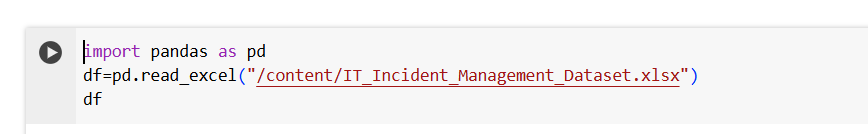 import pandas as pd
df=pd.read_excel("/content/IT_Incident_Management_Dataset.xlsx")
df